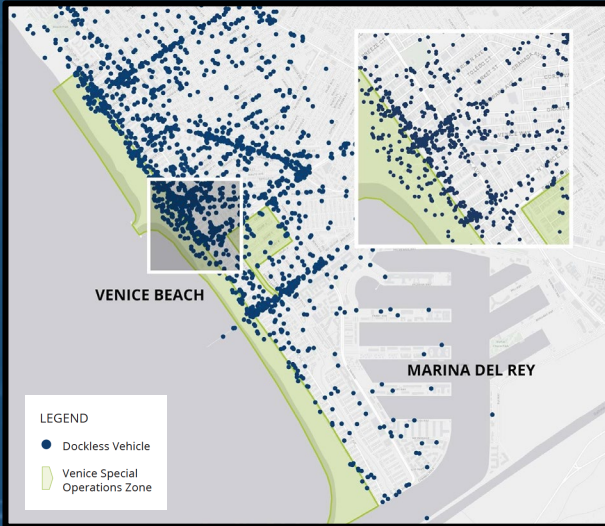 VENICE BEACH
MARINA DEL REY
LEGEND
Dockless Vehicle
Venice Special
Operations Zone